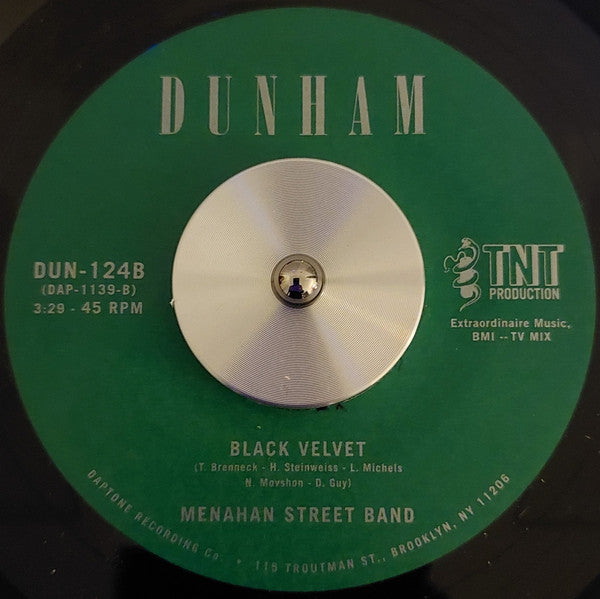 DUNHAM
DUN-124B
(DAP-1139-B)
3:29 - 45 RPM
TNT
PRODUCTION
Extraordinaire Music,
BMI -- TV MIX
BLACK VELVET
(T. Brenneck - H. Steinweiss - L. Michels
N. Movshon - D. Guy)
MENAHAN STREET BAND
DAPTONE RECORDING Co. • 115 TROUTMAN ST., BROOKLYN, NY 11206